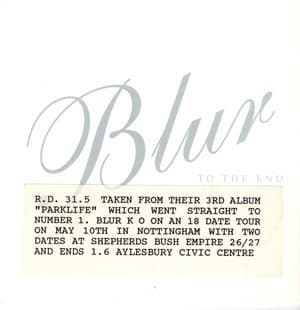 Blur
TO THE END
R.D. 31.5 TAKEN FROM THEIR 3RD ALBUM
"PARKLIFE" WHICH WENT STRAIGHT TO
NUMBER 1. BLUR K O ON AN 18 DATE TOUR
ON MAY 10TH IN NOTTINGHAM WITH TWO
DATES AT SHEPHERDS BUSH EMPIRE 26/27
AND ENDS 1.6 AYLESBURY CIVIC CENTRE